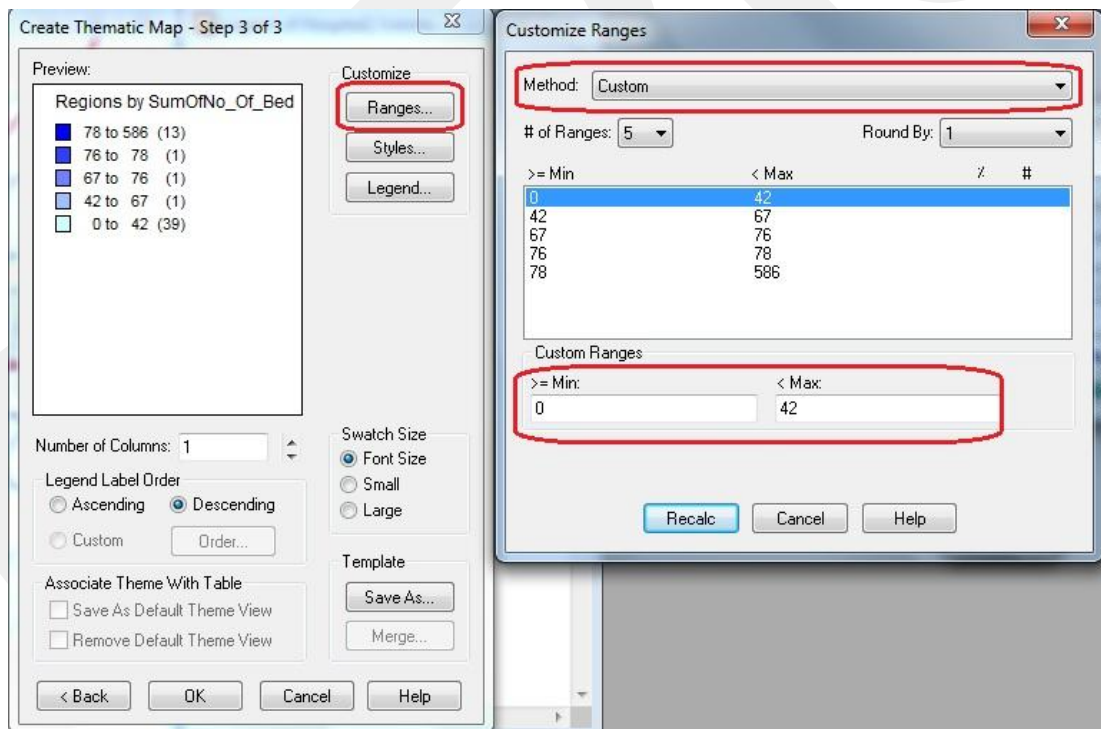 Create Thematic Map - Step 3 of 3
Preview:
Regions by SumOfNo_Of_Bed
78 to 586 (13)
76 to 78 (1)
67 to 76 (1)
42 to 67 (1)
0 to 42 (39)
Customize
Ranges...
Styles...
Legend...
Number of Columns: 1
Legend Label Order
Ascending Descending
Custom Order...
Swatch Size
Font Size
Small
Large
Associate Theme With Table
Save As Default Theme View
Remove Default Theme View
Template
Save As...
Merge...
< Back OK Cancel Help
Customize Ranges
Method: Custom
# of Ranges: 5 Round By: 1
>= Min < Max % #
0 42
42 67
67 76
76 78
78 586
Custom Ranges
>= Min: < Max:
0 42
Recalc Cancel Help